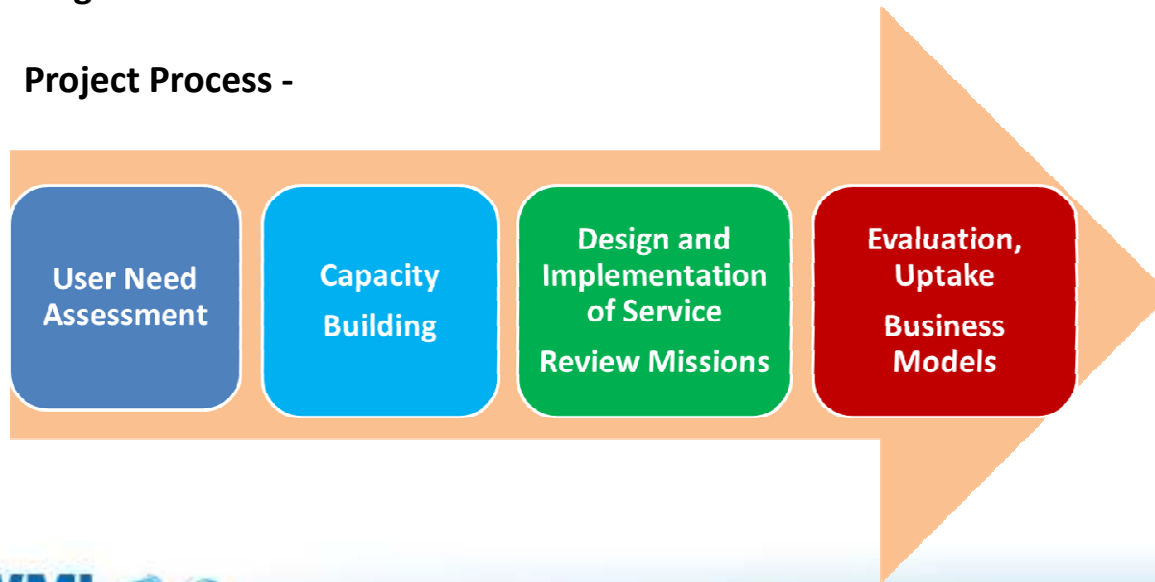 Project Process -
User Need
Assessment
Capacity
Building
Design and
Implementation
of Service
Review Missions
Evaluation,
Uptake
Business
Models